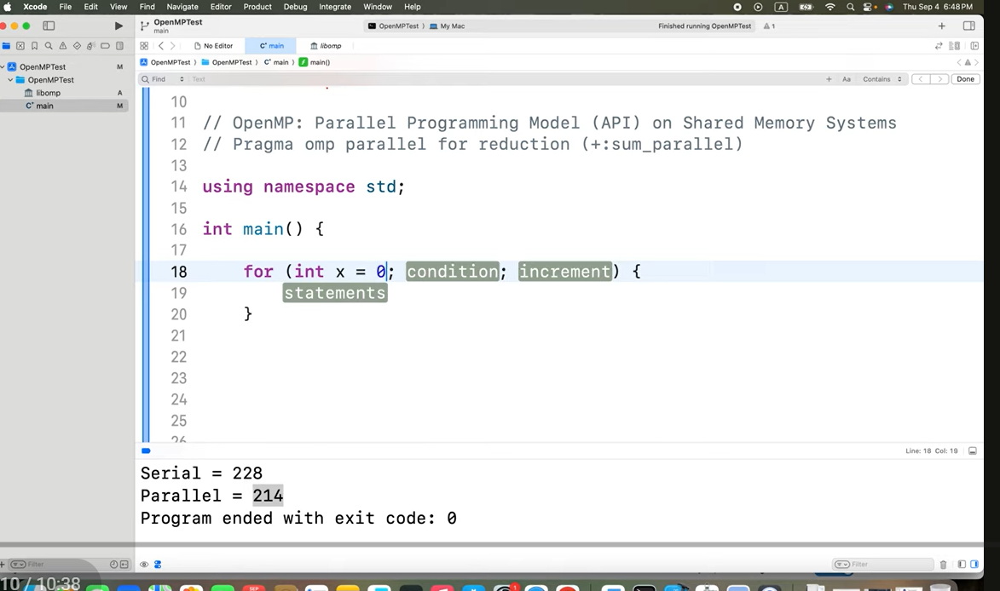 Xcode File Edit View Find Navigate Editor Product Debug Integrate Window Help A Thu Sep 4 6:48 PM
OpenMPTest
main
OpenMPTest 〉 My Mac
Finished running OpenMPTest 1
No Editor C+ main libomp
OpenMPTest 〉 OpenMPTest 〉 C+ main 〉 main()
Find Text Aa Contains Done
OpenMPTest M
OpenMPTest
libomp A
C+ main M
10
11 // OpenMP: Parallel Programming Model (API) on Shared Memory Systems
12 // Pragma omp parallel for reduction (+:sum_parallel)
13
14 using namespace std;
15
16 int main() {
17
18 for (int x = 0; condition; increment) {
19 statements
20 }
21
22
23
24
25
26
Line: 18 Col: 19
Serial = 228
Parallel = 214
Program ended with exit code: 0
Filter Filter
10 / 10:38
SEP 1